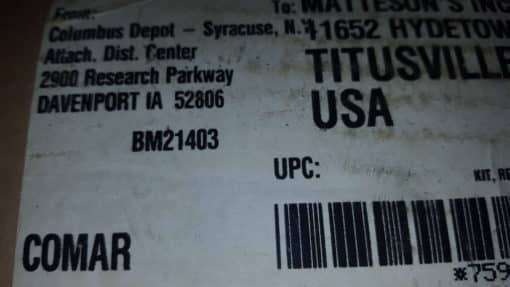 From:
Columbus Depot – Syracuse, N.Y
Attach. Dist. Center
2900 Research Parkway
DAVENPORT IA 52806
BM21403
To: MATTESON'S INC
11652 HYDETOW
TITUSVILLE
USA
UPC:
KIT, RE
COMAR
*759